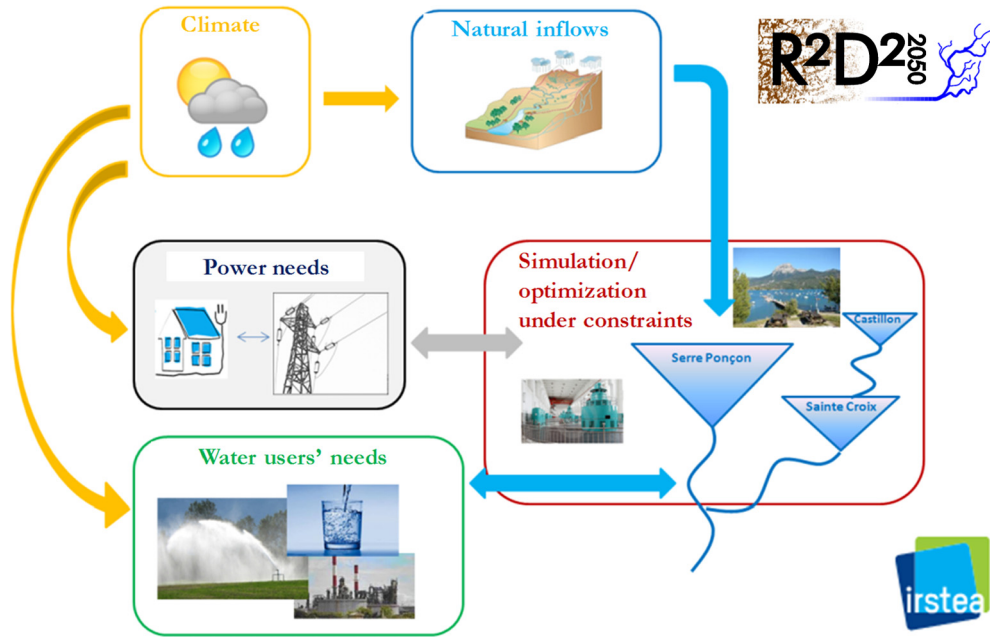 Climate
Natural inflows
R²D² 2050
Power needs
Simulation/
optimization
under constraints
Castillon
Serre Ponçon
Sainte Croix
Water users' needs
irstea